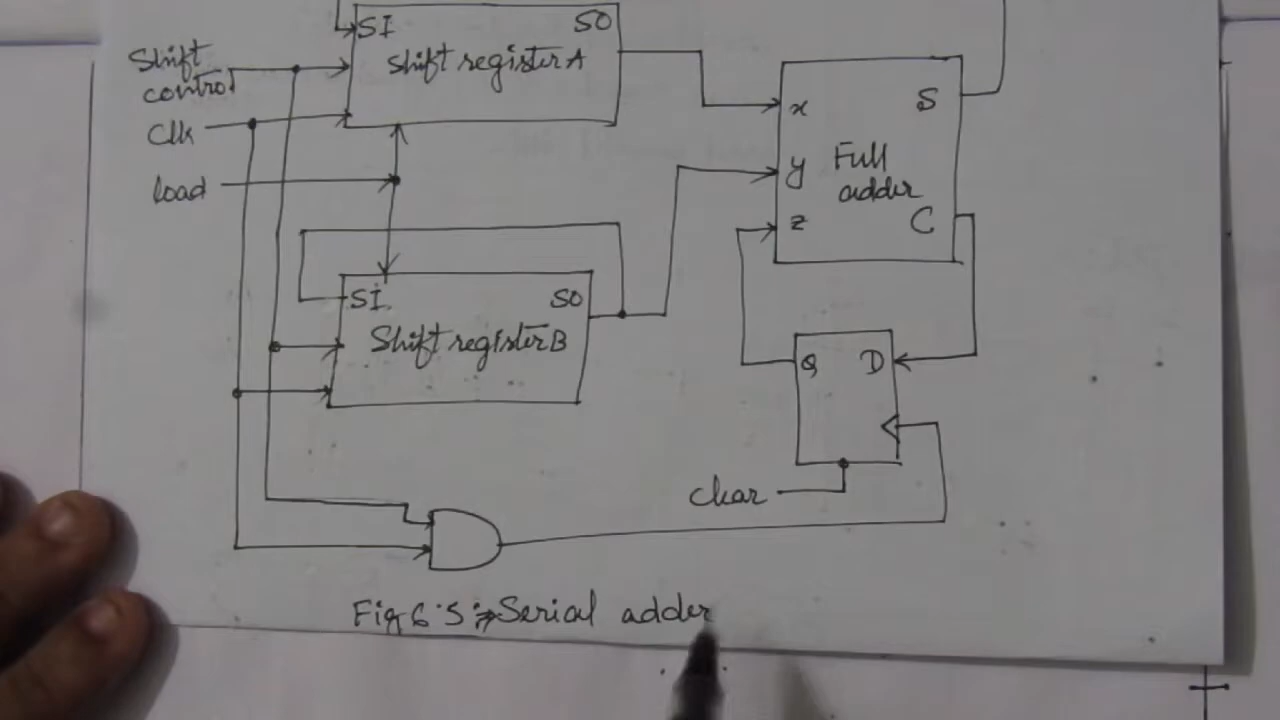 SI SO
Shift register A
Shift
control
Clk
load
x S
y Full
adder
z C
SI SO
Shift register B
Q D
clear
Fig 6.5:⇒Serial adder